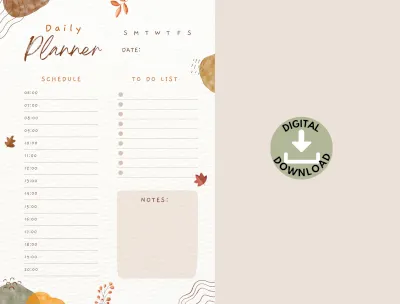 Daily
Planner
S M T W T F S
DATE:
SCHEDULE
TO DO LIST
06:00
07:00
08:00
09:00
10:00
11:00
12:00
13:00
14:00
15:00
16:00
17:00
18:00
19:00
20:00
NOTES:
DIGITAL
DOWNLOAD